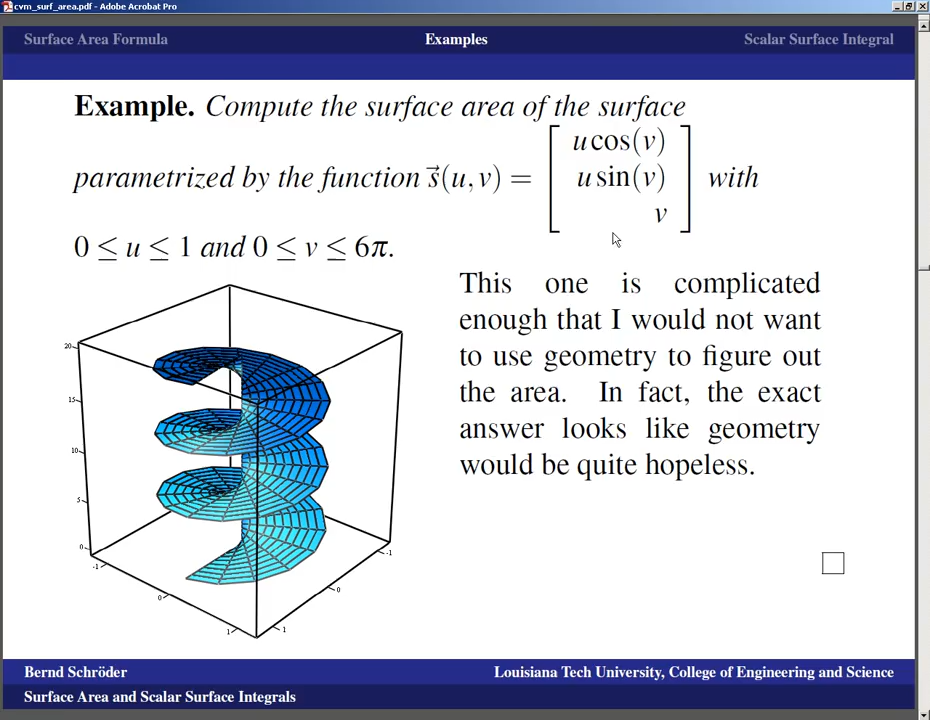 cvm_surf_area.pdf - Adobe Acrobat Pro
Surface Area Formula Examples Scalar Surface Integral
Example. Compute the surface area of the surface
parametrized by the function s⃗(u,v) = [ u cos(v) u sin(v) v ] with
0 ≤ u ≤ 1 and 0 ≤ v ≤ 6π.
This one is complicated
enough that I would not want
to use geometry to figure out
the area. In fact, the exact
answer looks like geometry
would be quite hopeless.
20
15
10
5
0
-1
0
1
1
0
-1
Bernd Schröder Louisiana Tech University, College of Engineering and Science
Surface Area and Scalar Surface Integrals